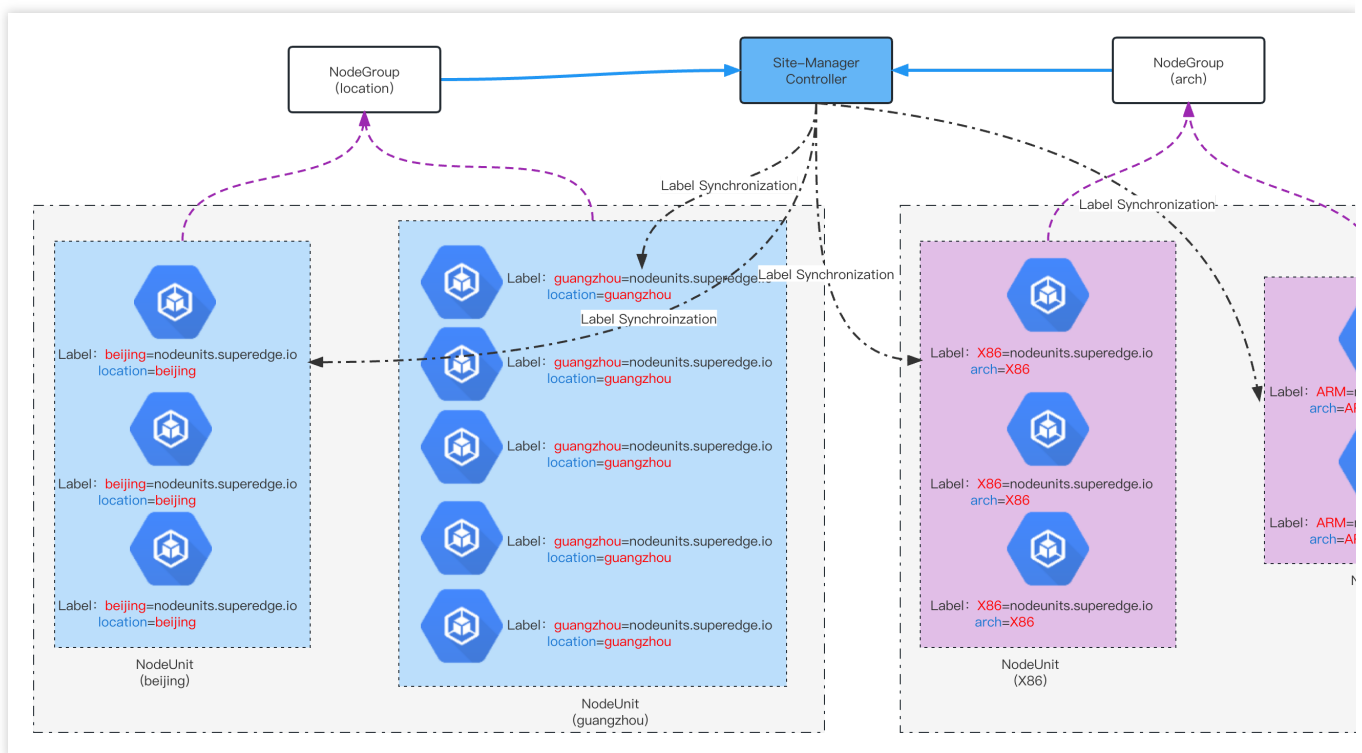 NodeGroup
(location)
Site-Manager
Controller
NodeGroup
(arch)
Label Synchronization
Label Synchronization
Label Synchronization
Label Synchroinzation
Label: beijing=nodeunits.superedge.io
location=beijing
Label: beijing=nodeunits.superedge.io
location=beijing
Label: beijing=nodeunits.superedge.io
location=beijing
NodeUnit
(beijing)
Label: guangzhou=nodeunits.superedge.io
location=guangzhou
Label: guangzhou=nodeunits.superedge.io
location=guangzhou
Label: guangzhou=nodeunits.superedge.io
location=guangzhou
Label: guangzhou=nodeunits.superedge.io
location=guangzhou
Label: guangzhou=nodeunits.superedge.io
location=guangzhou
NodeUnit
(guangzhou)
Label: X86=nodeunits.superedge.io
arch=X86
Label: X86=nodeunits.superedge.io
arch=X86
Label: X86=nodeunits.superedge.io
arch=X86
NodeUnit
(X86)
Label: ARM=
arch=
Label: ARM=
arch=